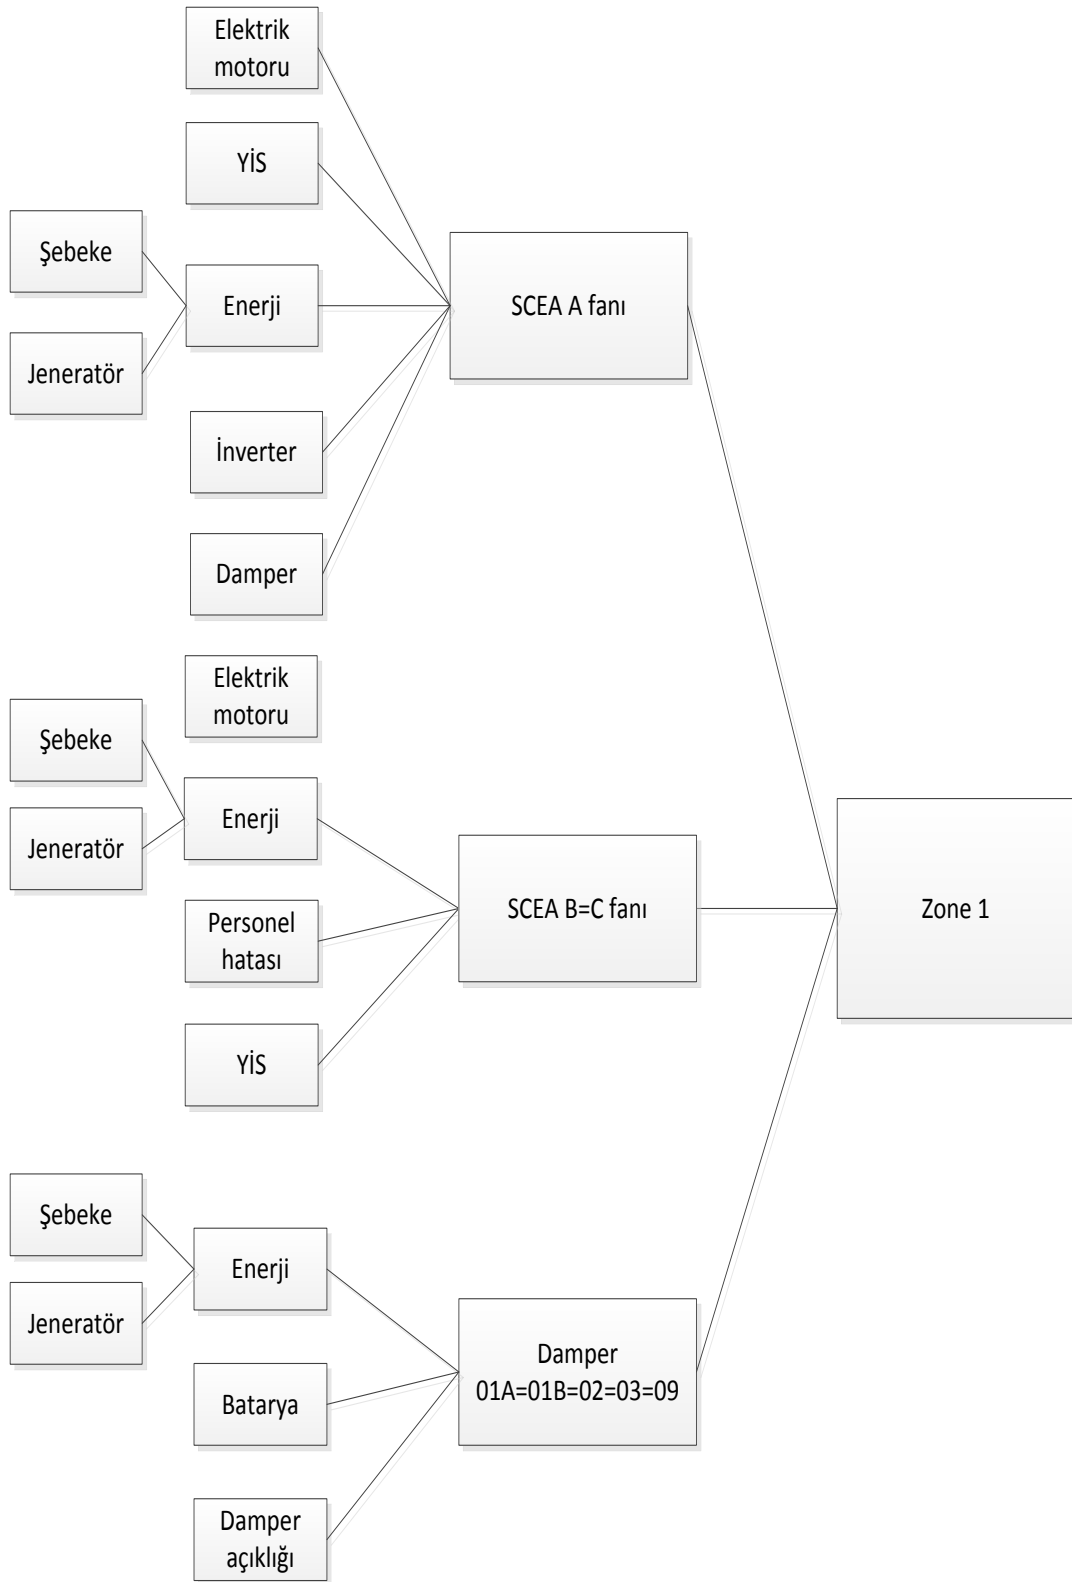 Elektrik
motoru
YİS
Şebeke
Enerji
SCEA A fanı
Jeneratör
İnverter
Damper
Elektrik
motoru
Şebeke
Enerji
Jeneratör
SCEA B=C fanı
Zone 1
Personel
hatası
YİS
Şebeke
Enerji
Jeneratör
Damper
01A=01B=02=03=09
Batarya
Damper
açıklığı